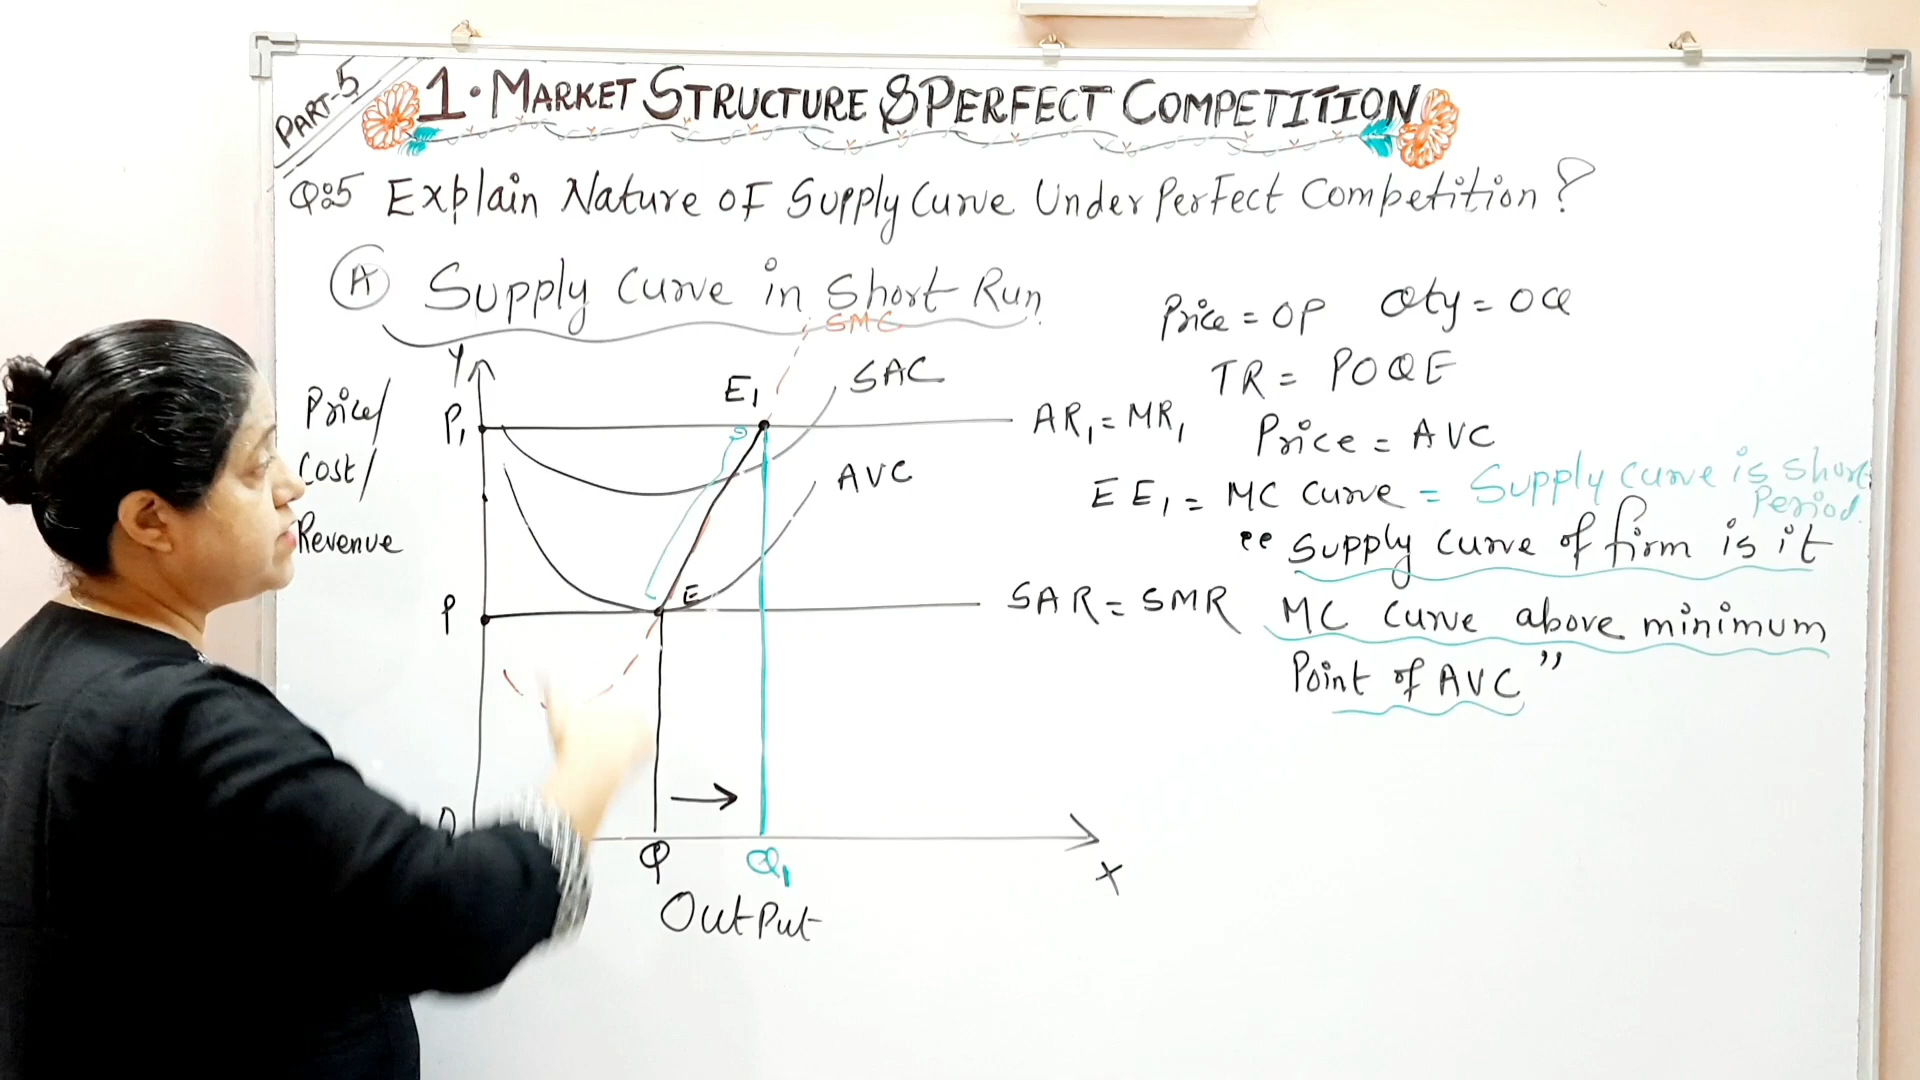 PART-5
1. MARKET STRUCTURE & PERFECT COMPETITION
Q:5 Explain Nature of Supply Curve Under Perfect Competition?
A Supply Curve in Short Run
Price = OP Qty = OQ
SMC
TR = POQE
Y
E1
SAC
Price/
P1
AR1 = MR1
Price = AVC
Cost/
AVC
EE1 = MC Curve = Supply Curve is Short
Period.
Revenue
"Supply curve of firm is it
P
E
SAR = SMR
MC Curve above minimum
Point of AVC"
Q
Q1
X
OutPut